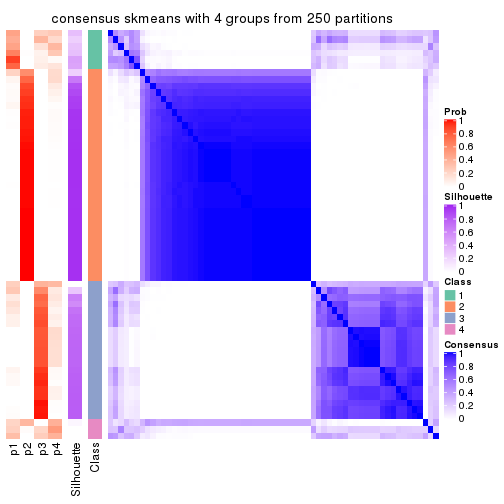 consensus skmeans with 4 groups from 250 partitions
Prob
1
0.8
0.6
0.4
0.2
0
Silhouette
1
0.8
0.6
0.4
0.2
0
Class
1
2
3
4
Consensus
1
0.8
0.6
0.4
0.2
0
p1
p2
p3
p4
Silhouette
Class